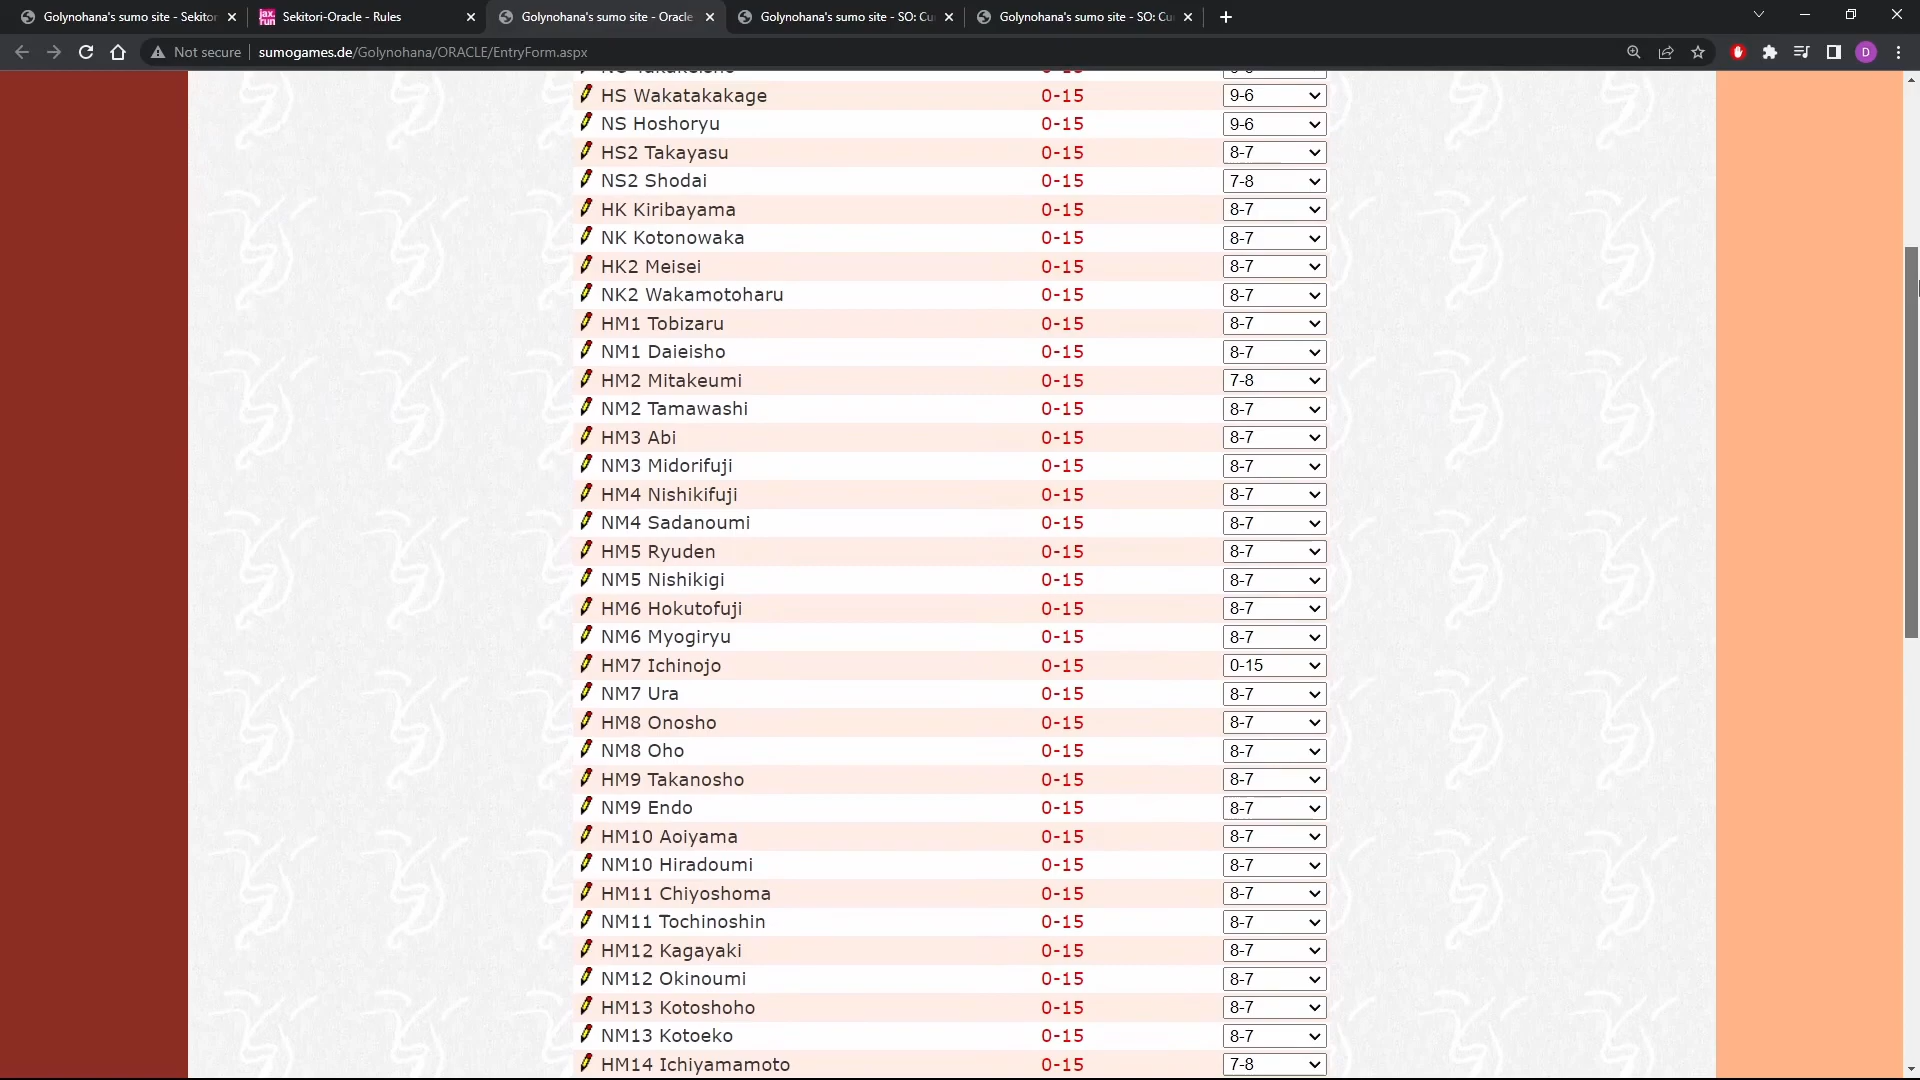 Golynohana's sumo site - Sekitor
jax.run
Sekitori-Oracle - Rules
Golynohana's sumo site - Oracle
Golynohana's sumo site - SO: Cu
Golynohana's sumo site - SO: Cu
Not secure
sumogames.de/Golynohana/ORACLE/EntryForm.aspx
D
HS Wakatakakage 0-15 9-6
NS Hoshoryu 0-15 9-6
HS2 Takayasu 0-15 8-7
NS2 Shodai 0-15 7-8
HK Kiribayama 0-15 8-7
NK Kotonowaka 0-15 8-7
HK2 Meisei 0-15 8-7
NK2 Wakamotoharu 0-15 8-7
HM1 Tobizaru 0-15 8-7
NM1 Daieisho 0-15 8-7
HM2 Mitakeumi 0-15 7-8
NM2 Tamawashi 0-15 8-7
HM3 Abi 0-15 8-7
NM3 Midorifuji 0-15 8-7
HM4 Nishikifuji 0-15 8-7
NM4 Sadanoumi 0-15 8-7
HM5 Ryuden 0-15 8-7
NM5 Nishikigi 0-15 8-7
HM6 Hokutofuji 0-15 8-7
NM6 Myogiryu 0-15 8-7
HM7 Ichinojo 0-15 0-15
NM7 Ura 0-15 8-7
HM8 Onosho 0-15 8-7
NM8 Oho 0-15 8-7
HM9 Takanosho 0-15 8-7
NM9 Endo 0-15 8-7
HM10 Aoiyama 0-15 8-7
NM10 Hiradoumi 0-15 8-7
HM11 Chiyoshoma 0-15 8-7
NM11 Tochinoshin 0-15 8-7
HM12 Kagayaki 0-15 8-7
NM12 Okinoumi 0-15 8-7
HM13 Kotoshoho 0-15 8-7
NM13 Kotoeko 0-15 8-7
HM14 Ichiyamamoto 0-15 7-8